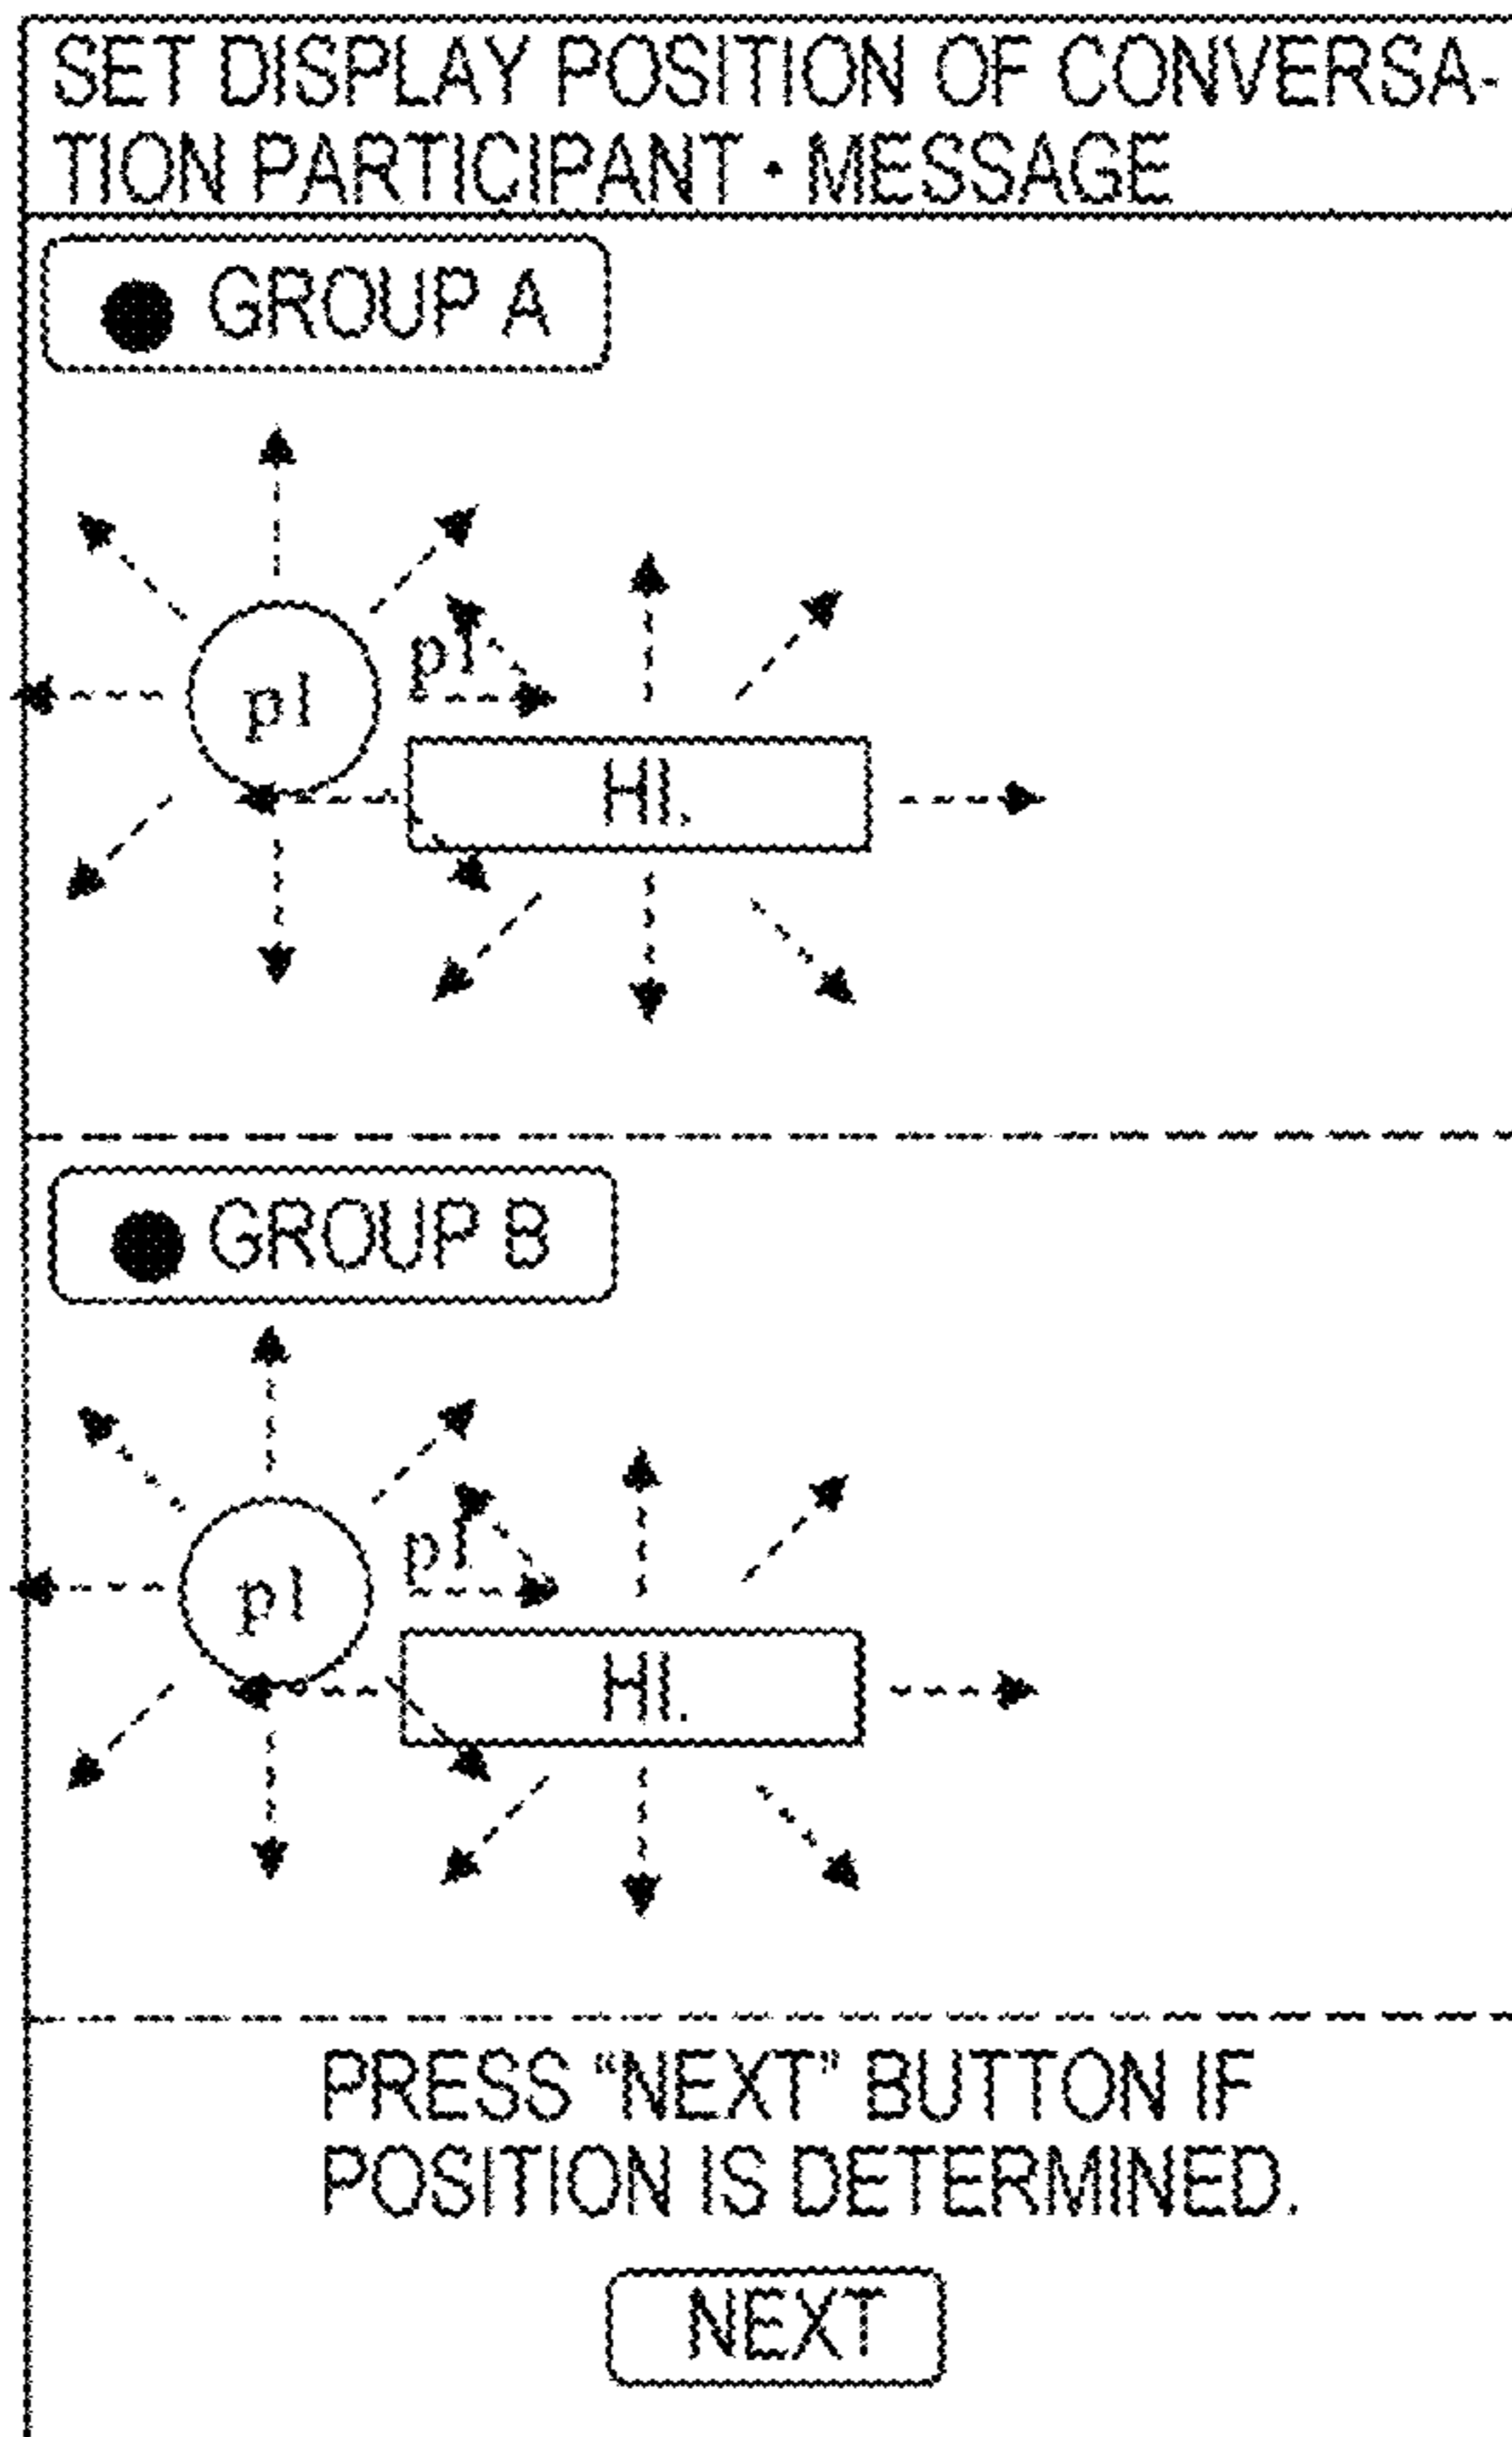 SET DISPLAY POSITION OF CONVERSA-
TION PARTICIPANT・MESSAGE
GROUP A
pl
pl
HI.
GROUP B
pl
pl
HI.
PRESS “NEXT” BUTTON IF
POSITION IS DETERMINED.
NEXT